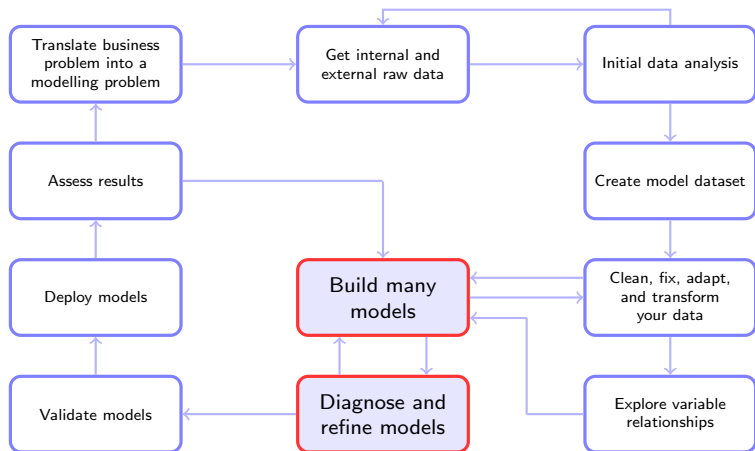 Translate business
problem into a
modelling problem
Get internal and
external raw data
Initial data analysis
Assess results
Create model dataset
Deploy models
Build many
models
Clean, fix, adapt,
and transform
your data
Validate models
Diagnose and
refine models
Explore variable
relationships